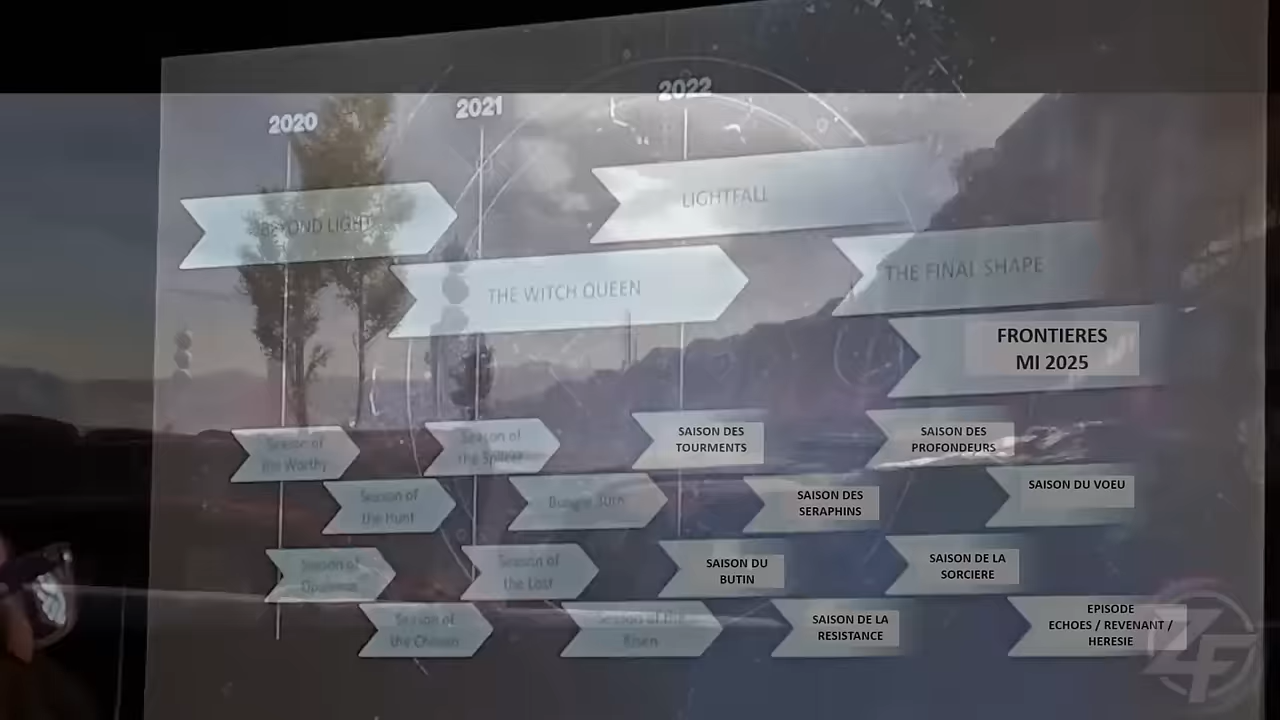 2020
2021
2022
BEYOND LIGHT
LIGHTFALL
THE WITCH QUEEN
THE FINAL SHAPE
FRONTIERES
MI 2025
Season of
the Worthy
Season of
the Splicer
SAISON DES
TOURMENTS
SAISON DES
PROFONDEURS
Season of
the Hunt
Bungie 30th
SAISON DES
SERAPHINS
SAISON DU VOEU
Season of
Season of
the Lost
SAISON DU
BUTIN
SAISON DE LA
SORCIERE
Season of
the Chosen
Season of the
Risen
SAISON DE LA
RESISTANCE
EPISODE
ECHOES / REVENANT /
HERESIE
ZF